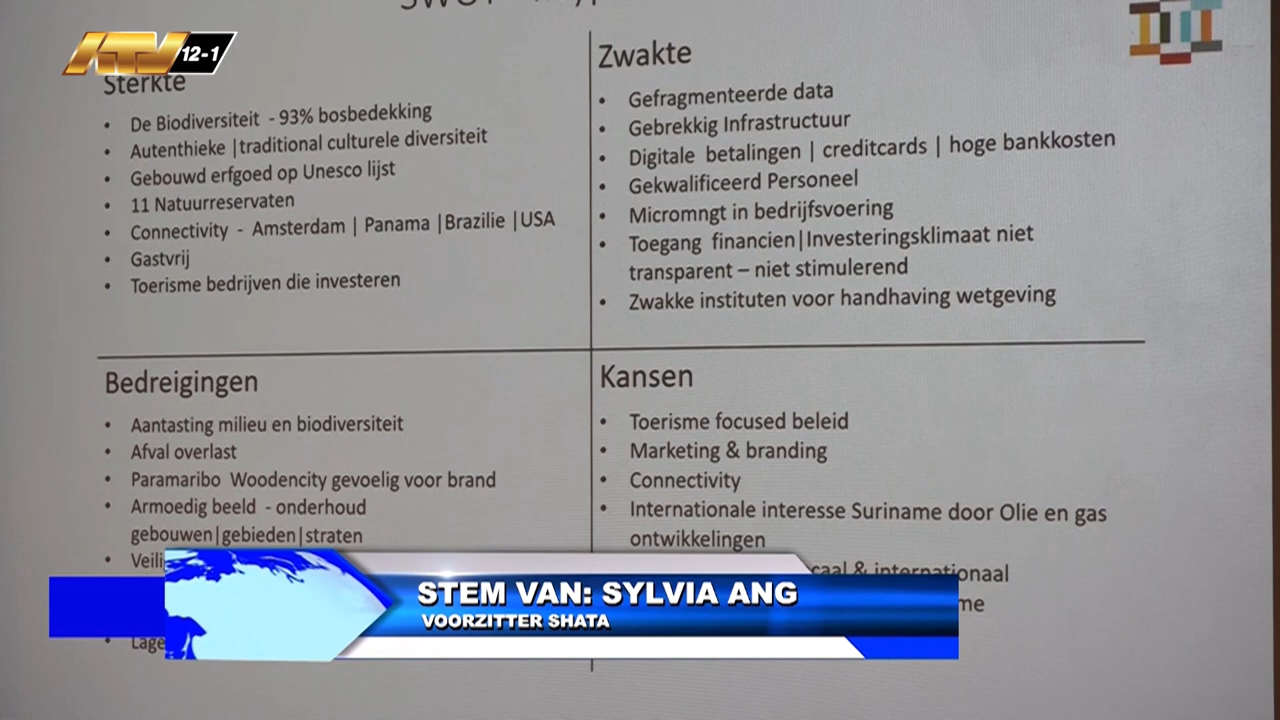 ATV 12-1
Sterkte
• De Biodiversiteit - 93% bosbedekking
• Autenthieke |traditional culturele diversiteit
• Gebouwd erfgoed op Unesco lijst
• 11 Natuurreservaten
• Connectivity - Amsterdam | Panama |Brazilie |USA
• Gastvrij
• Toerisme bedrijven die investeren
Zwakte
• Gefragmenteerde data
• Gebrekkig Infrastructuur
• Digitale betalingen | creditcards | hoge bankkosten
• Gekwalificeerd Personeel
• Micromngt in bedrijfsvoering
• Toegang financien|Investeringsklimaat niet
transparent – niet stimulerend
• Zwakke instituten voor handhaving wetgeving
Bedreigingen
• Aantasting milieu en biodiversiteit
• Afval overlast
• Paramaribo Woodencity gevoelig voor brand
• Armoedig beeld - onderhoud
gebouwen|gebieden|straten
Kansen
• Toerisme focused beleid
• Marketing & branding
• Connectivity
• Internationale interesse Suriname door Olie en gas
ontwikkelingen
& internationaal
STEM VAN: SYLVIA ANG
VOORZITTER SHATA